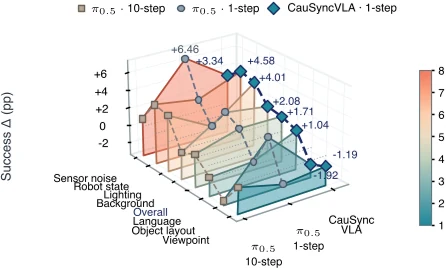 π0.5 · 10-step π0.5 · 1-step CauSyncVLA · 1-step
+6.46
+3.34
+4.58
+4.01
+2.08
+1.71
+1.04
-1.19
-1.92
Success Δ (pp)
+6
+4
+2
0
-2
Sensor noise
Robot state
Lighting
Background
Overall
Language
Object layout
Viewpoint
π0.5
10-step
π0.5
1-step
CauSync
VLA
8
7
6
5
4
3
2
1